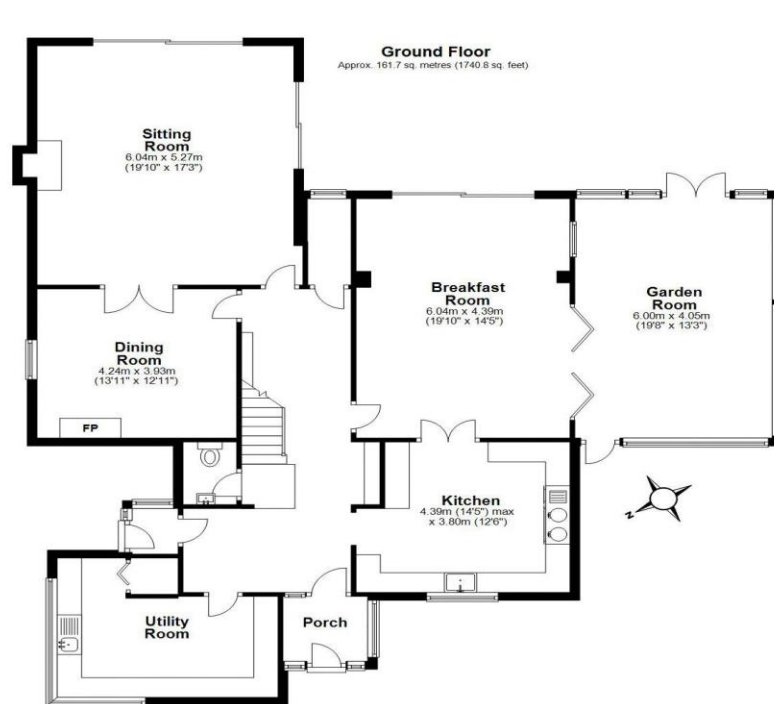 Ground Floor
Approx. 161.7 sq. metres (1740.8 sq. feet)
Sitting
Room
6.04m x 5.27m
(19'10" x 17'3")
Breakfast
Room
6.04m x 4.39m
(19'10" x 14'5")
Garden
Room
6.00m x 4.05m
(19'8" x 13'3")
Dining
Room
4.24m x 3.93m
(13'11" x 12'11")
FP
Kitchen
4.39m (14'5") max
x 3.80m (12'6")
N
Utility
Room
Porch